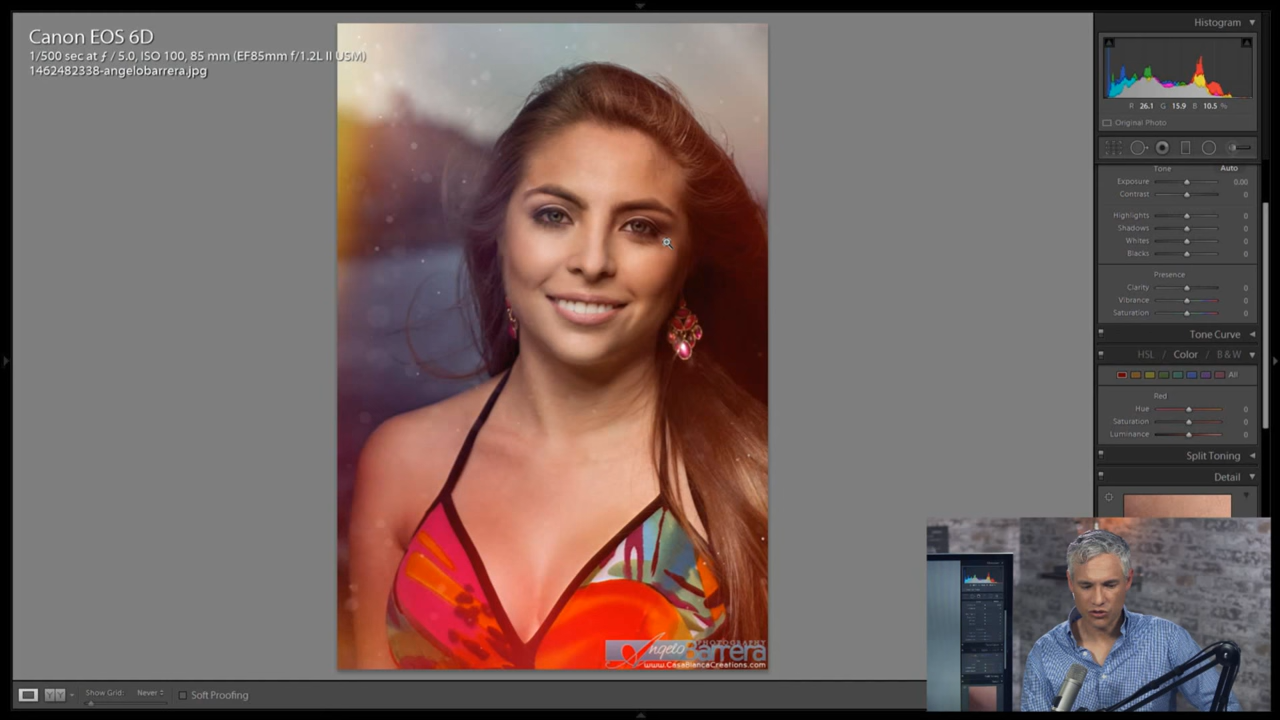 Canon EOS 6D
1/500 sec at ƒ / 5.0, ISO 100, 85 mm (EF85mm f/1.2L II USM)
1462482338-angelobarrera.jpg
Histogram
R 26.1 G 15.9 B 10.5 %
Original Photo
Tone Auto
Exposure 0.00
Contrast 0
Highlights 0
Shadows 0
Whites 0
Blacks 0
Presence
Clarity 0
Vibrance 0
Saturation 0
Tone Curve
HSL / Color / B & W
All
Red
Hue 0
Saturation 0
Luminance 0
Split Toning
Detail
PHOTOGRAPHY
Angelo Barrera
www.CasaBlancaCreations.com
Show Grid: Never
Soft Proofing